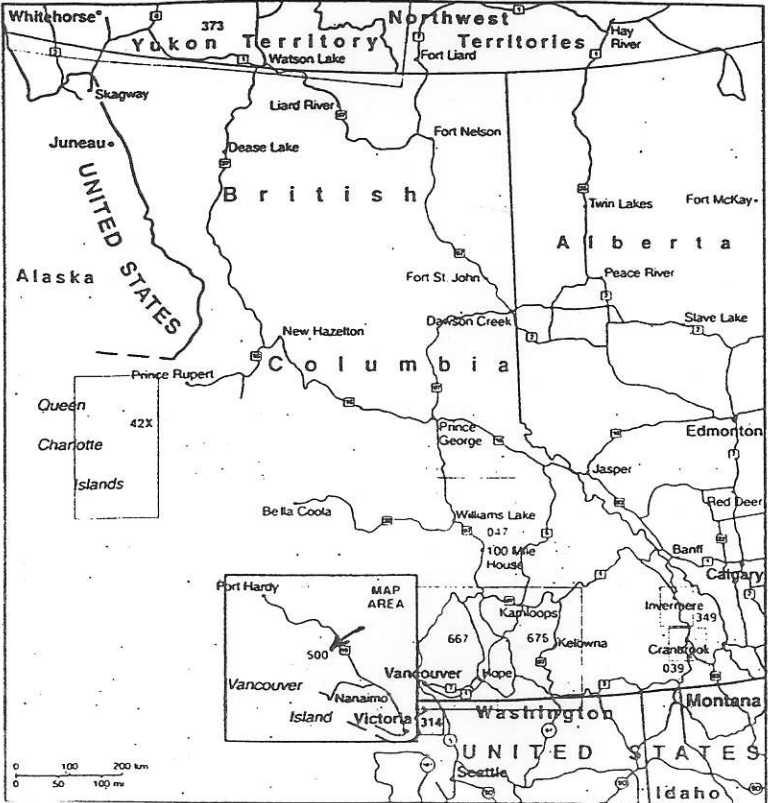 Whitehorse
373
Northwest
Yukon Territory
Territories
Hay
River
Watson Lake
Fort Liard
Skagway
Liard River
Juneau
Fort Nelson
Dease Lake
British
UNITED STATES
Twin Lakes
Fort McKay
Alberta
Alaska
Fort St. John
Peace River
New Hazelton
Dawson Creek
Slave Lake
Columbia
Prince Rupert
Queen
42X
Charlotte
Islands
Prince
George
Edmonton
Jasper
Bella Coola
Williams Lake
Red Deer
047
100 Mile
House
Banff
Calgary
Port Hardy
MAP
AREA
Kamloops
Invermere
349
500
667
675
Kelowna
Cranbrook
039
Vancouver
Hope
Vancouver
Nanaimo
Island
Victoria
314
Washington
Montana
UNITED STATES
Seattle
Idaho
0 100 200 km
0 50 100 mi